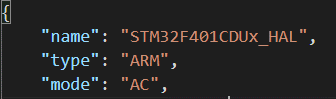 {
"name": "STM32F401CDUx_HAL",
"type": "ARM",
"mode": "AC",